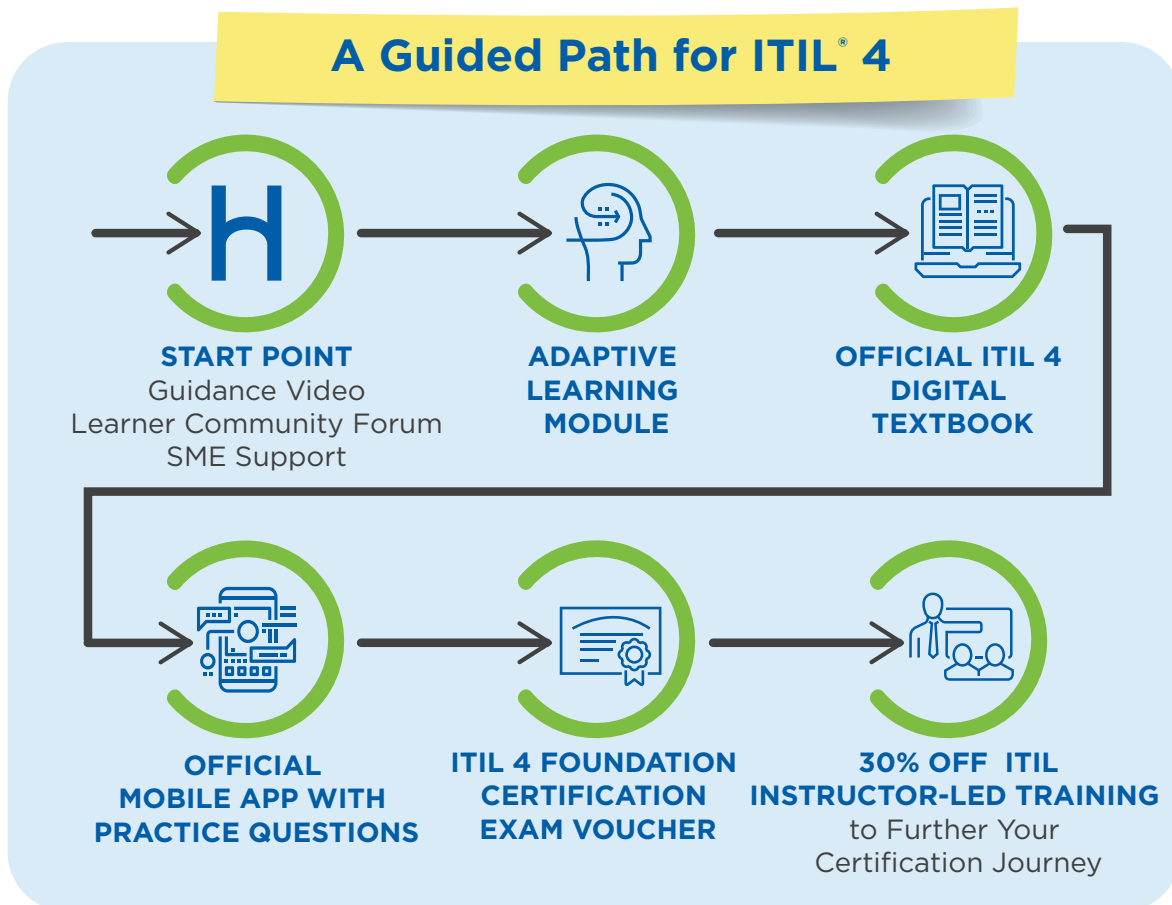 A Guided Path for ITIL® 4
START POINT
Guidance Video
Learner Community Forum
SME Support
ADAPTIVE
LEARNING
MODULE
OFFICIAL ITIL 4
DIGITAL
TEXTBOOK
OFFICIAL
MOBILE APP WITH
PRACTICE QUESTIONS
ITIL 4 FOUNDATION
CERTIFICATION
EXAM VOUCHER
30% OFF ITIL
INSTRUCTOR-LED TRAINING
to Further Your
Certification Journey